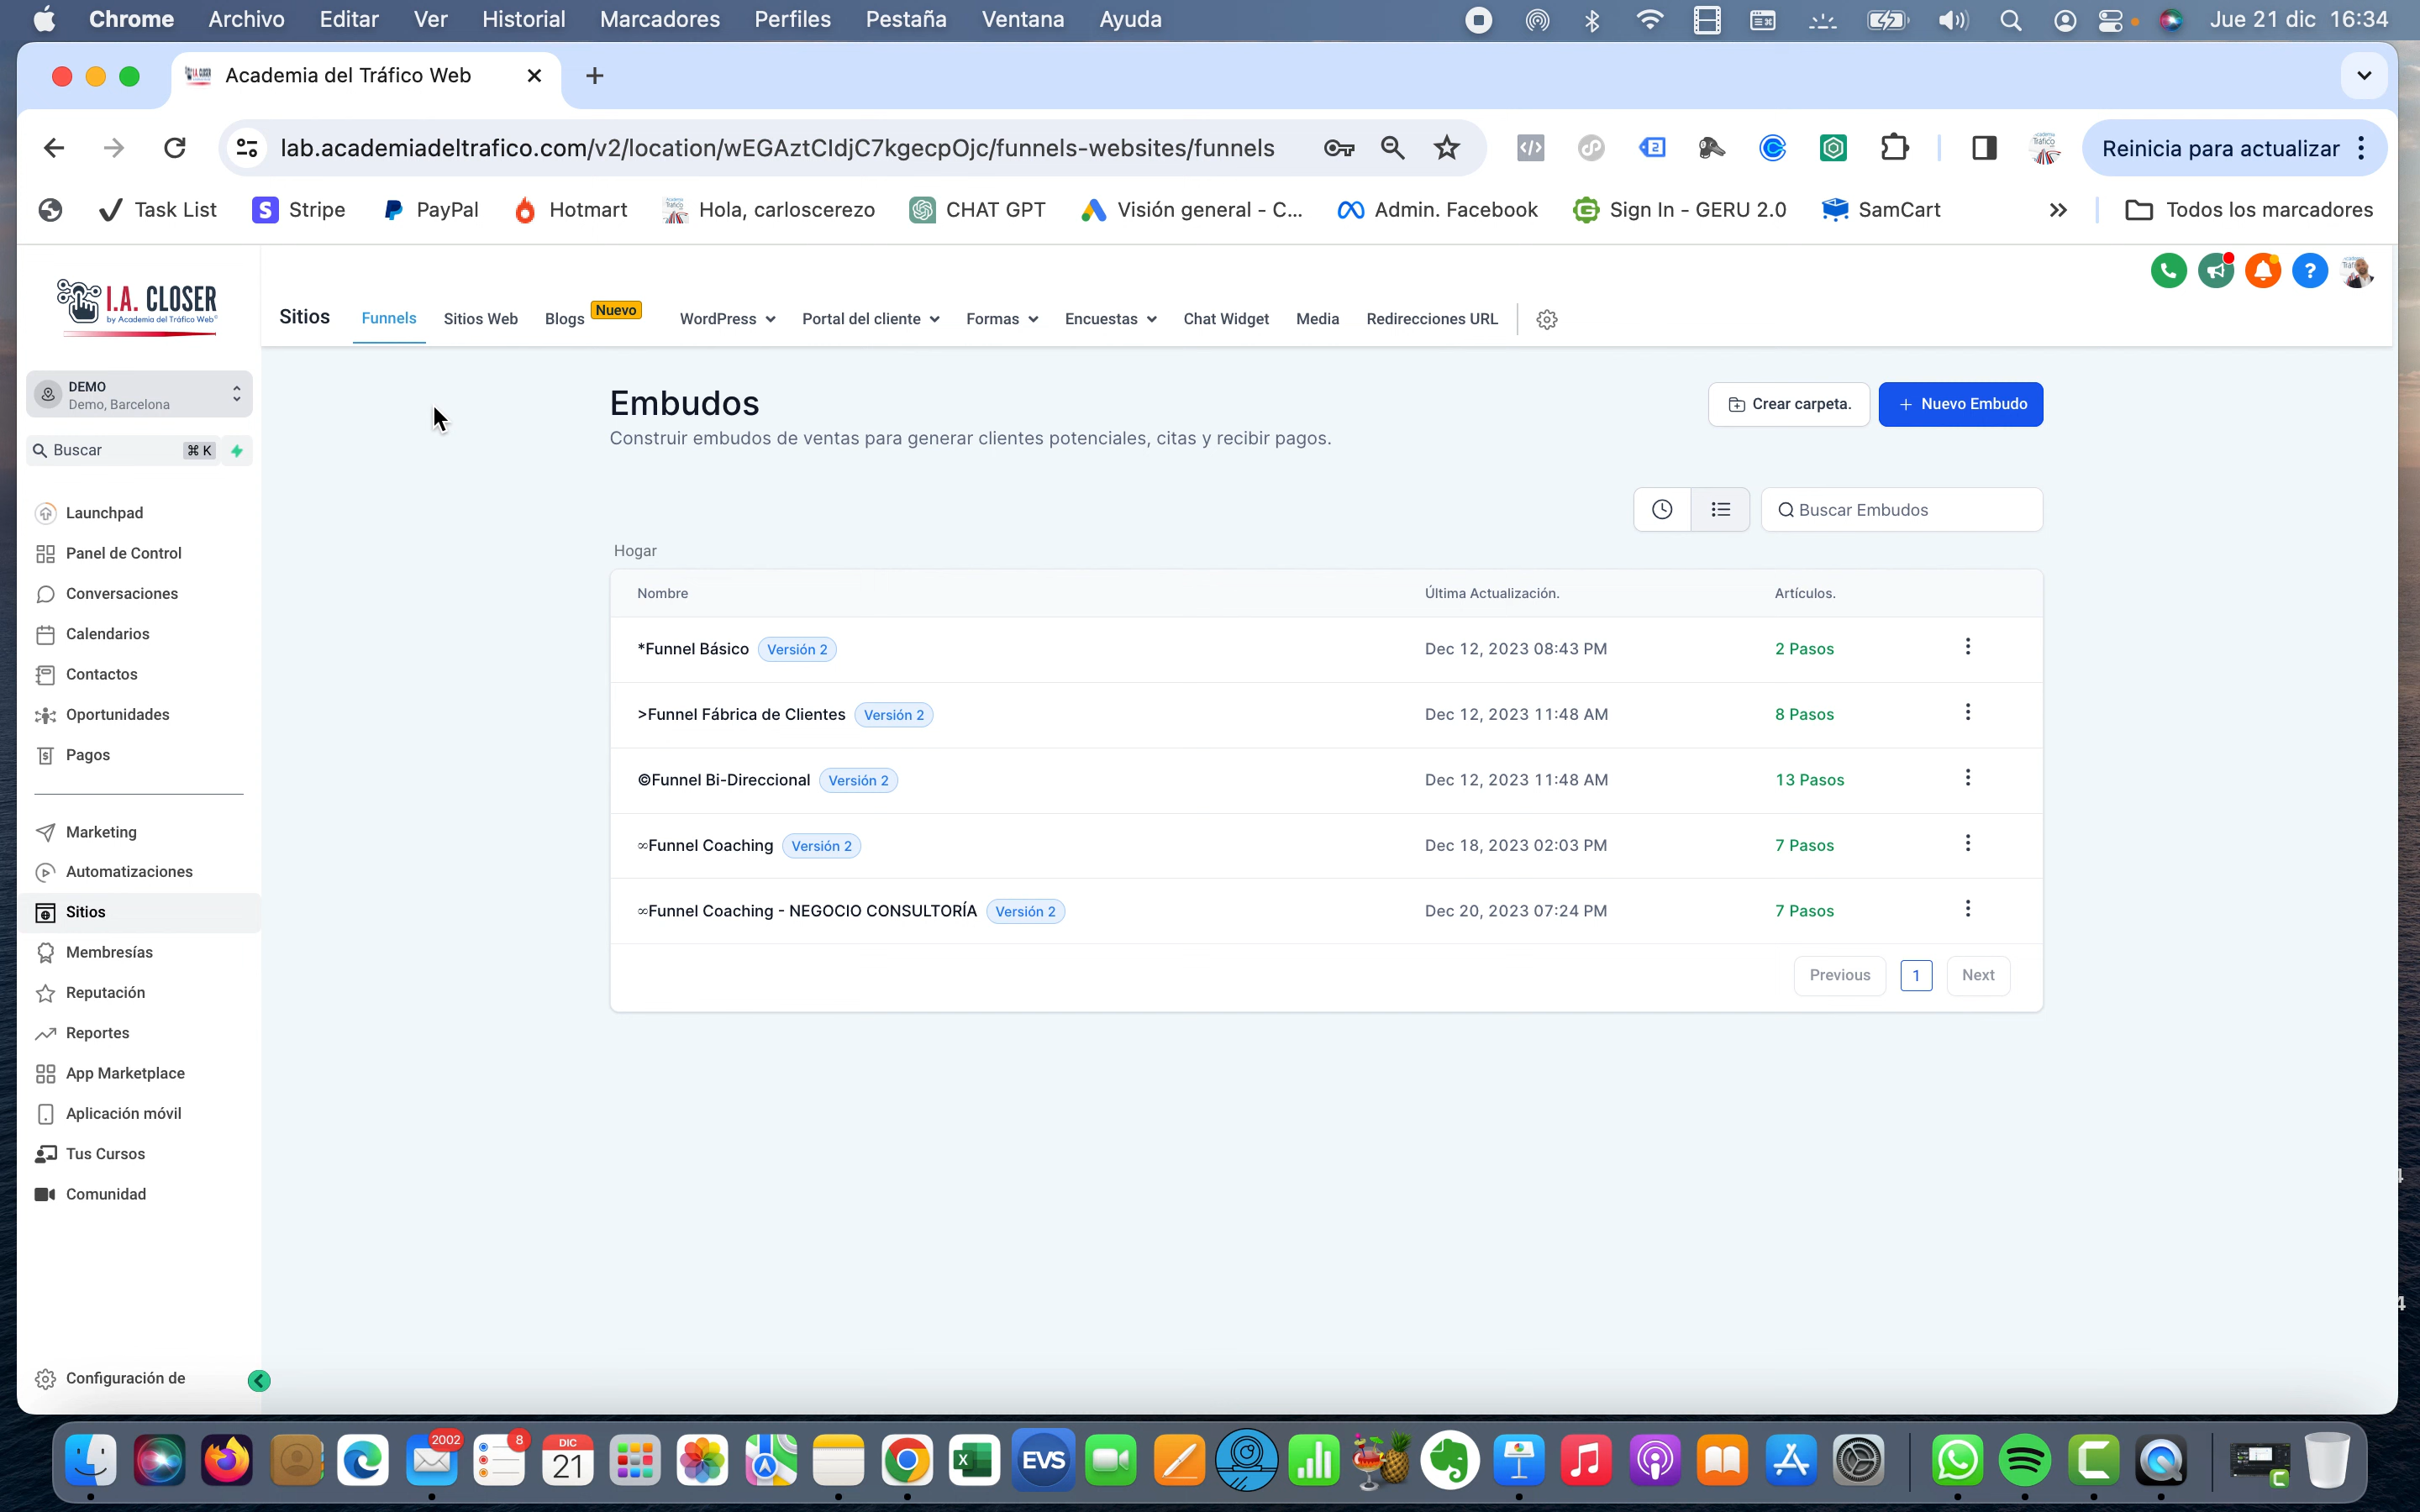 Chrome Archivo Editar Ver Historial Marcadores Perfiles Pestaña Ventana Ayuda Jue 21 dic 16:34
Academia del Tráfico Web
lab.academiadeltrafico.com/v2/location/wEGAztCIdjC7kgecpOjc/funnels-websites/funnels Reinicia para actualizar
Task List Stripe PayPal Hotmart Hola, carloscerezo CHAT GPT Visión general - C... Admin. Facebook Sign In - GERU 2.0 SamCart » Todos los marcadores
I.A. CLOSER
by Academia del Tráfico Web
Sitios Funnels Sitios Web Blogs Nuevo WordPress Portal del cliente Formas Encuestas Chat Widget Media Redirecciones URL
DEMO
Demo, Barcelona
Buscar ⌘ K
Launchpad
Panel de Control
Conversaciones
Calendarios
Contactos
Oportunidades
Pagos
Marketing
Automatizaciones
Sitios
Membresías
Reputación
Reportes
App Marketplace
Aplicación móvil
Tus Cursos
Comunidad
Configuración de
Embudos
Construir embudos de ventas para generar clientes potenciales, citas y recibir pagos.
Crear carpeta. + Nuevo Embudo
Buscar Embudos
Hogar
Nombre Última Actualización. Artículos.
*Funnel Básico Versión 2 Dec 12, 2023 08:43 PM 2 Pasos
>Funnel Fábrica de Clientes Versión 2 Dec 12, 2023 11:48 AM 8 Pasos
©Funnel Bi-Direccional Versión 2 Dec 12, 2023 11:48 AM 13 Pasos
∞Funnel Coaching Versión 2 Dec 18, 2023 02:03 PM 7 Pasos
∞Funnel Coaching - NEGOCIO CONSULTORÍA Versión 2 Dec 20, 2023 07:24 PM 7 Pasos
Previous 1 Next
2002 8 DIC 21 EVS